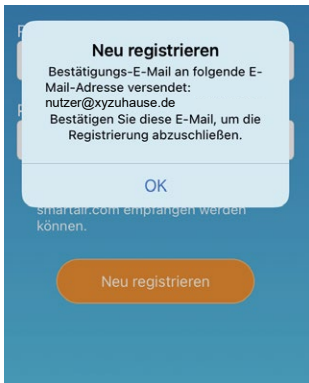 Neu registrieren
Bestätigungs-E-Mail an folgende E-
Mail-Adresse versendet:
nutzer@xyzuhause.de
Bestätigen Sie diese E-Mail, um die
Registrierung abzuschließen.
OK
smartair.com empfangen werden
können.
Neu registrieren